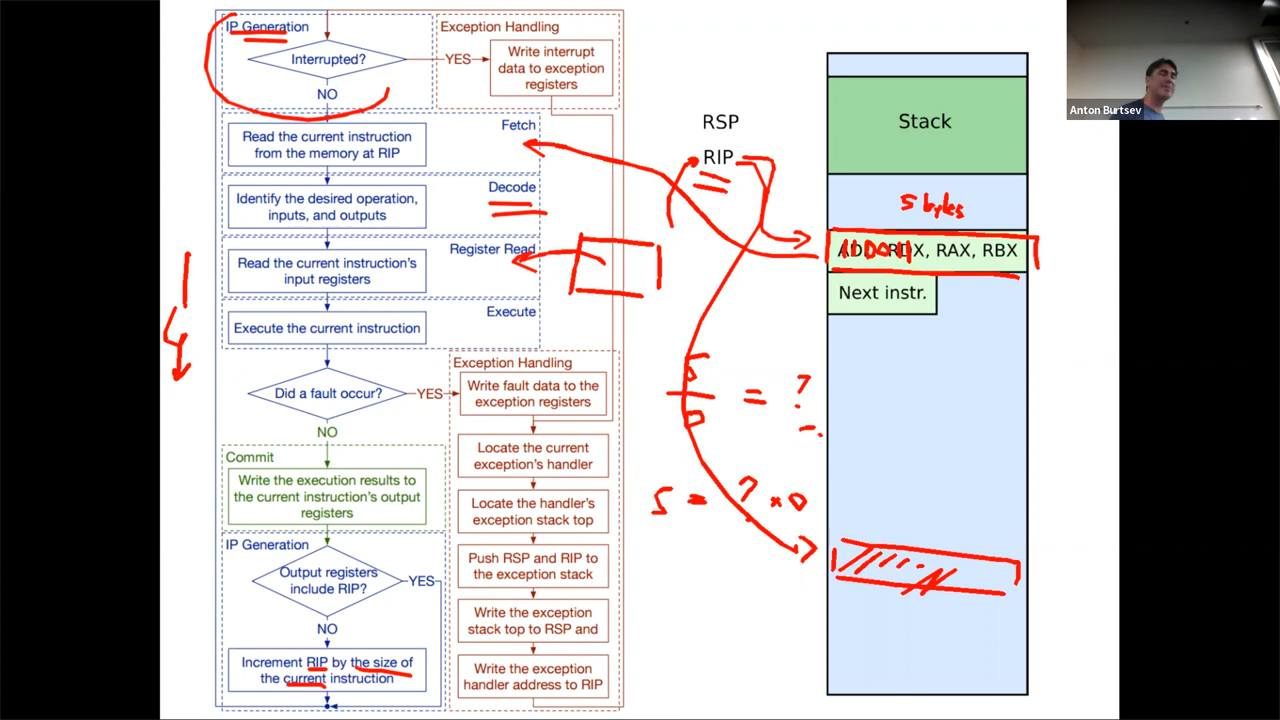 IP Generation
Interrupted?
YES
NO
Exception Handling
Write interrupt
data to exception
registers
Fetch
Read the current instruction
from the memory at RIP
Decode
Identify the desired operation,
inputs, and outputs
Register Read
Read the current instruction's
input registers
Execute
Execute the current instruction
Did a fault occur?
YES
NO
Exception Handling
Write fault data to the
exception registers
Locate the current
exception's handler
Locate the handler's
exception stack top
Push RSP and RIP to
the exception stack
Write the exception
stack top to RSP and
Write the exception
handler address to RIP
Commit
Write the execution results to
the current instruction's output
registers
IP Generation
Output registers
include RIP?
YES
NO
Increment RIP by the size of
the current instruction
RSP
RIP
= ?
5 = ? x 0
Stack
5 bytes
ADD RDX, RAX, RBX
Next instr.
Anton Burtsev